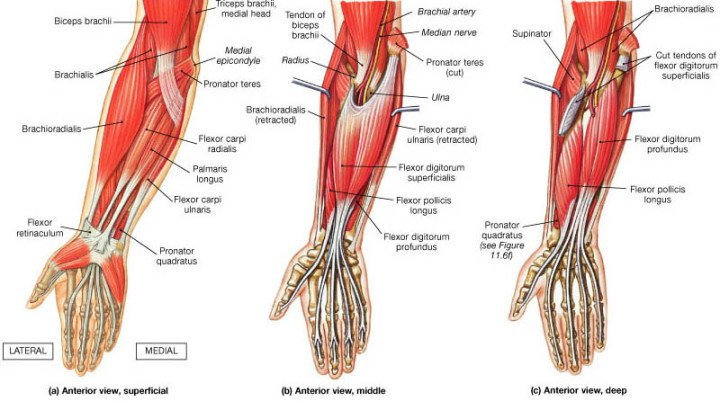 Triceps brachii,
medial head
Biceps brachii
Medial
epicondyle
Brachialis
Pronator teres
Brachioradialis
Flexor carpi
radialis
Palmaris
longus
Flexor carpi
ulnaris
Flexor
retinaculum
Pronator
quadratus
LATERAL
MEDIAL
(a) Anterior view, superficial
Tendon of
biceps
brachii
Brachial artery
Median nerve
Radius
Pronator teres
(cut)
Ulna
Brachioradialis
(retracted)
Flexor carpi
ulnaris (retracted)
Flexor digitorum
superficialis
Flexor pollicis
longus
Flexor digitorum
profundus
(b) Anterior view, middle
Brachioradialis
Supinator
Cut tendons of
flexor digitorum
superficialis
Flexor digitorum
profundus
Flexor pollicis
longus
Pronator
quadratus
(see Figure
11.6f)
(c) Anterior view, deep